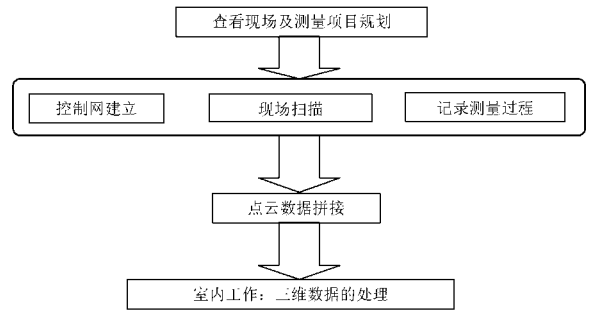 查看现场及测量项目规划
控制网建立
现场扫描
记录测量过程
点云数据拼接
室内工作：三维数据的处理